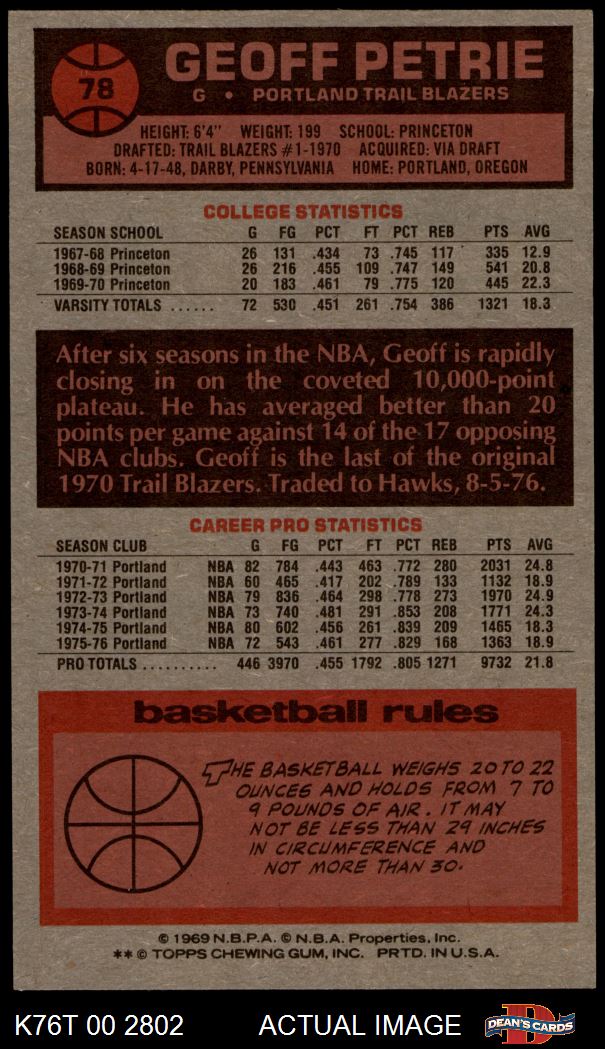 78
GEOFF PETRIE
G • PORTLAND TRAIL BLAZERS
HEIGHT: 6'4" WEIGHT: 199 SCHOOL: PRINCETON
DRAFTED: TRAIL BLAZERS #1-1970 ACQUIRED: VIA DRAFT
BORN: 4-17-48, DARBY, PENNSYLVANIA HOME: PORTLAND, OREGON
COLLEGE STATISTICS
SEASON SCHOOL G FG PCT FT PCT REB PTS AVG
1967-68 Princeton 26 131 .434 73 .745 117 335 12.9
1968-69 Princeton 26 216 .455 109 .747 149 541 20.8
1969-70 Princeton 20 183 .461 79 .775 120 445 22.3
VARSITY TOTALS ...... 72 530 .451 261 .754 386 1321 18.3
After six seasons in the NBA, Geoff is rapidly
closing in on the coveted 10,000-point
plateau. He has averaged better than 20
points per game against 14 of the 17 opposing
NBA clubs. Geoff is the last of the original
1970 Trail Blazers. Traded to Hawks, 8-5-76.
CAREER PRO STATISTICS
SEASON CLUB G FG PCT FT PCT REB PTS AVG
1970-71 Portland NBA 82 784 .443 463 .772 280 2031 24.8
1971-72 Portland NBA 60 465 .417 202 .789 133 1132 18.9
1972-73 Portland NBA 79 836 .464 298 .778 273 1970 24.9
1973-74 Portland NBA 73 740 .481 291 .853 208 1771 24.3
1974-75 Portland NBA 80 602 .456 261 .839 209 1465 18.3
1975-76 Portland NBA 72 543 .461 277 .829 168 1363 18.9
PRO TOTALS .......... 446 3970 .455 1792 .805 1271 9732 21.8
basketball rules
THE BASKETBALL WEIGHS 20 TO 22
OUNCES AND HOLDS FROM 7 TO
9 POUNDS OF AIR. IT MAY
NOT BE LESS THAN 29 INCHES
IN CIRCUMFERENCE AND
NOT MORE THAN 30.
© 1969 N.B.P.A. © N.B.A. Properties, Inc.
** © TOPPS CHEWING GUM, INC. PRTD. IN U.S.A.
K76T 00 2802 ACTUAL IMAGE
D
DEAN'S CARDS